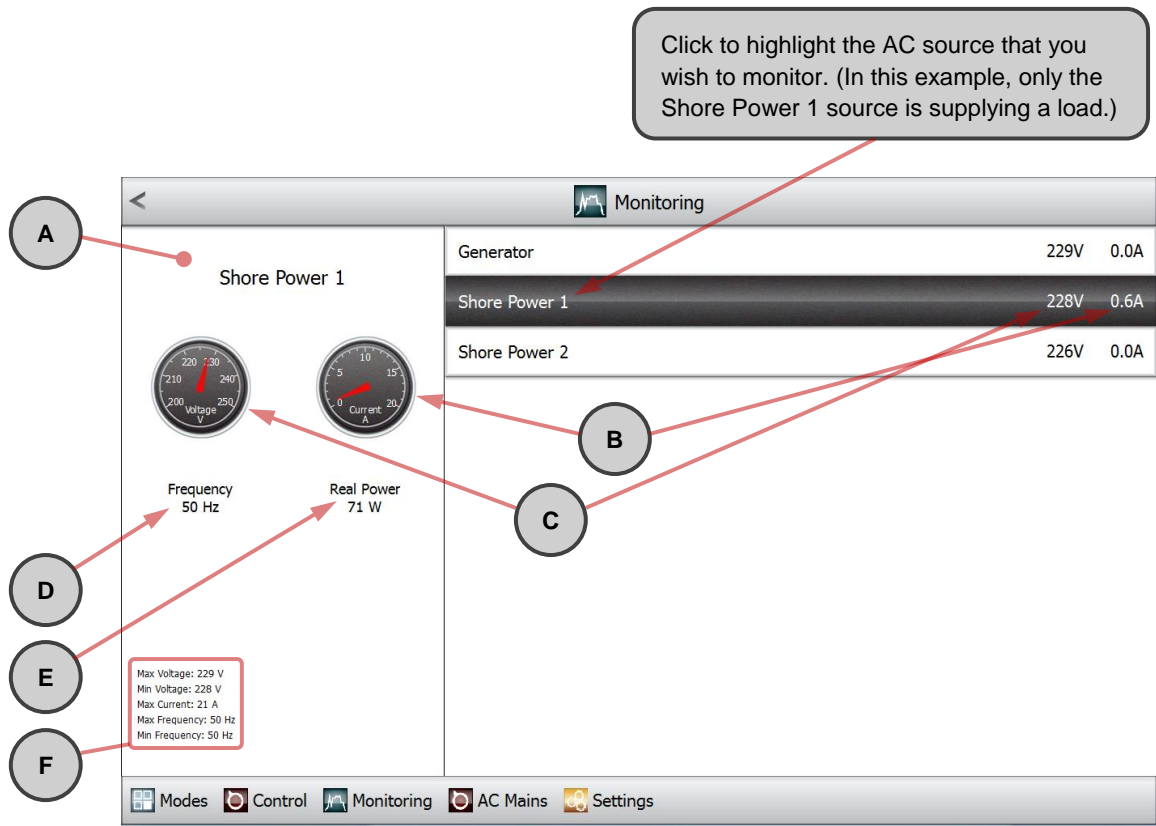 Click to highlight the AC source that you
wish to monitor. (In this example, only the
Shore Power 1 source is supplying a load.)
< Monitoring
A
Shore Power 1
Generator 229V 0.0A
Shore Power 1 228V 0.6A
Shore Power 2 226V 0.0A
200 210 220 230 240 250
Voltage
V
0 5 10 15 20
Current
A
B
C
Frequency
50 Hz
Real Power
71 W
D
E
Max Voltage: 229 V
Min Voltage: 228 V
Max Current: 21 A
Max Frequency: 50 Hz
Min Frequency: 50 Hz
F
Modes Control Monitoring AC Mains Settings